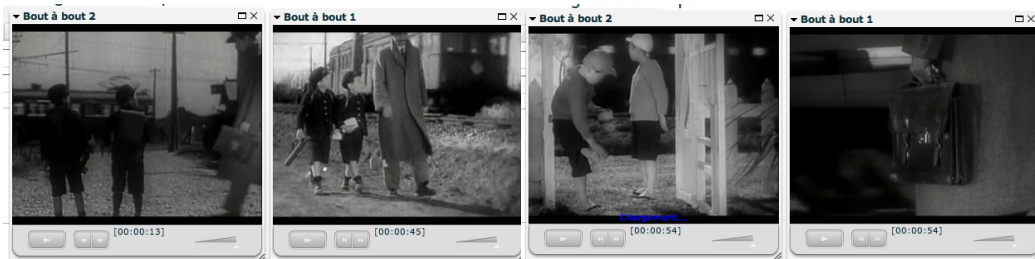 Bout à bout 2
[00:00:13]
Bout à bout 1
[00:00:45]
Bout à bout 2
Chargement...
[00:00:54]
Bout à bout 1
[00:00:54]